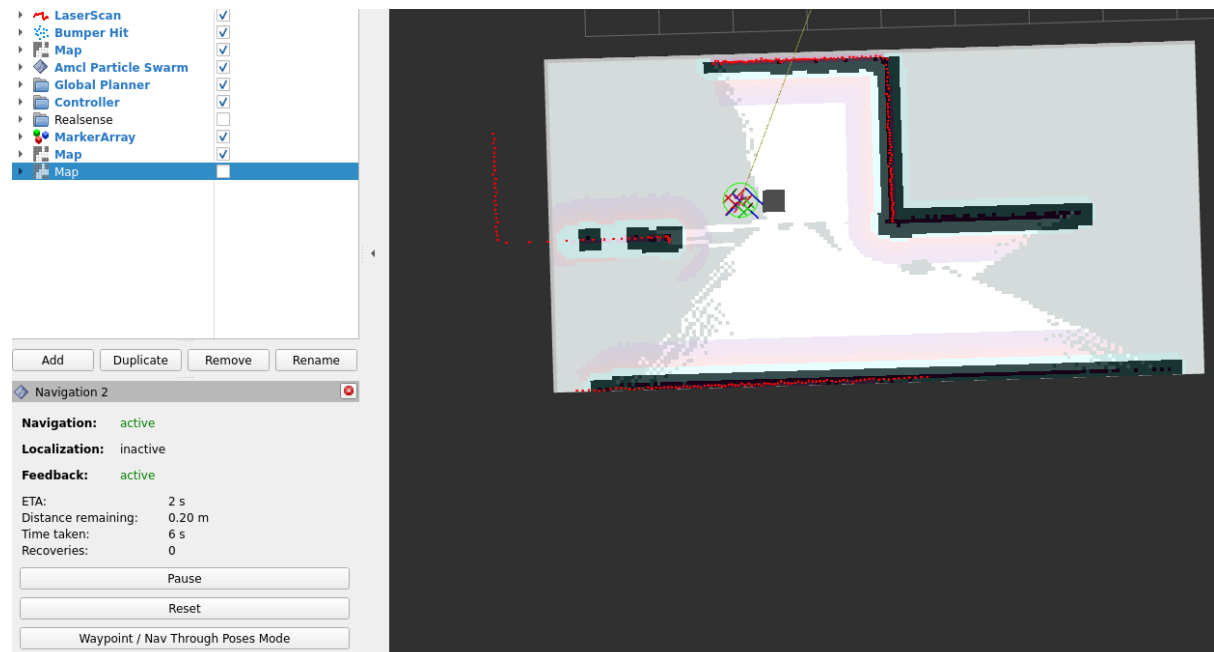 LaserScan
Bumper Hit
Map
Amcl Particle Swarm
Global Planner
Controller
Realsense
MarkerArray
Map
Map
Add Duplicate Remove Rename
Navigation 2
Navigation: active
Localization: inactive
Feedback: active
ETA: 2 s
Distance remaining: 0.20 m
Time taken: 6 s
Recoveries: 0
Pause
Reset
Waypoint / Nav Through Poses Mode